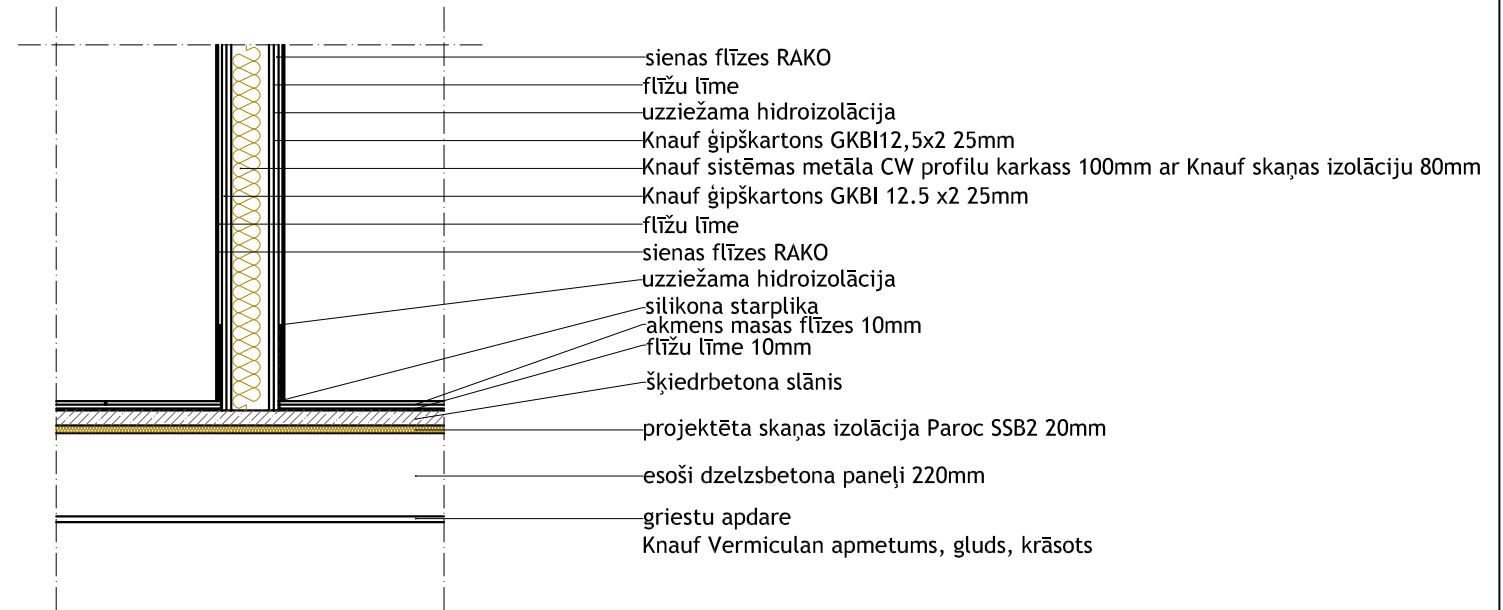 sienas flīzes RAKO
flīžu līme
uzziežama hidroizolācija
Knauf ģipškartons GKBI12,5x2 25mm
Knauf sistēmas metāla CW profilu karkass 100mm ar Knauf skaņas izolāciju 80mm
Knauf ģipškartons GKBI 12.5 x2 25mm
flīžu līme
sienas flīzes RAKO
uzziežama hidroizolācija
silikona starplika
akmens masas flīzes 10mm
flīžu līme 10mm
šķiedrbetona slānis
projektēta skaņas izolācija Paroc SSB2 20mm
esoši dzelzsbetona paneļi 220mm
griestu apdare
Knauf Vermiculan apmetums, gluds, krāsots